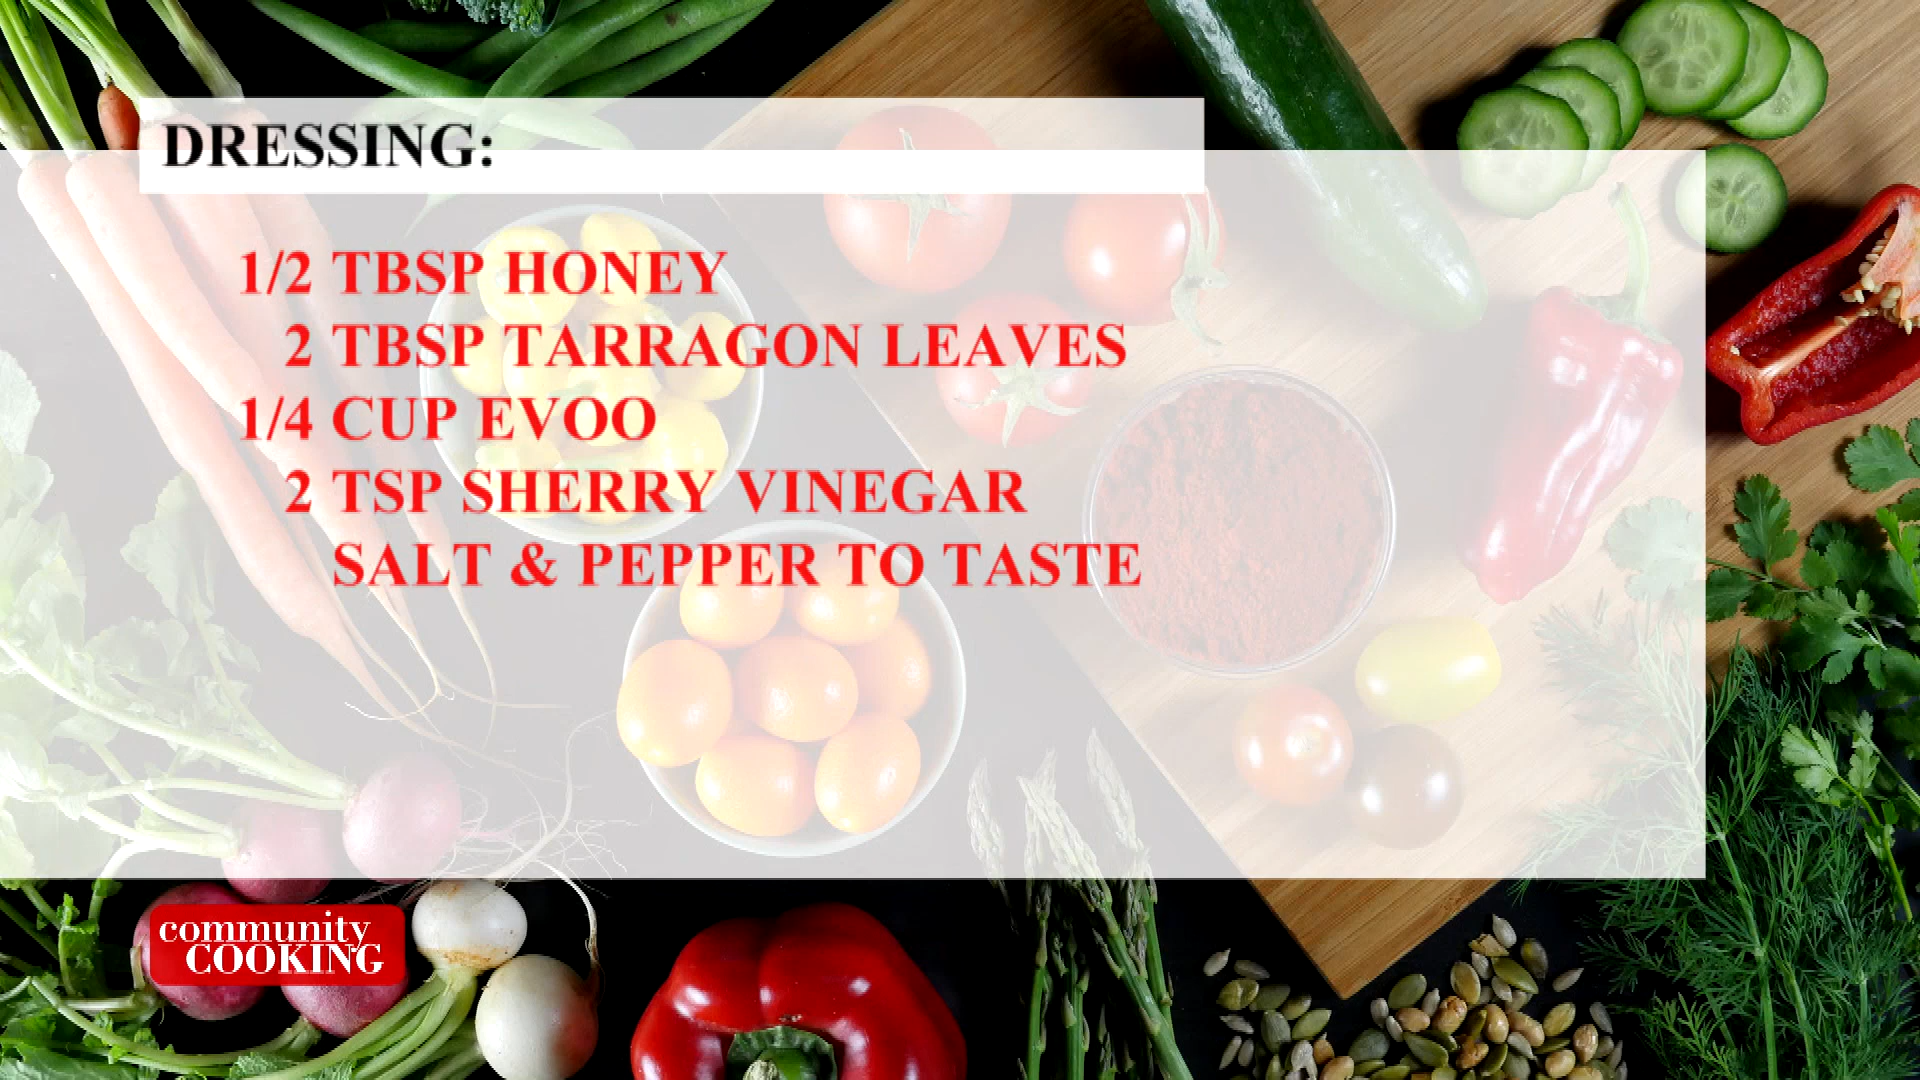 DRESSING:
1/2 TBSP HONEY
2 TBSP TARRAGON LEAVES
1/4 CUP EVOO
2 TSP SHERRY VINEGAR
SALT & PEPPER TO TASTE
community
COOKING